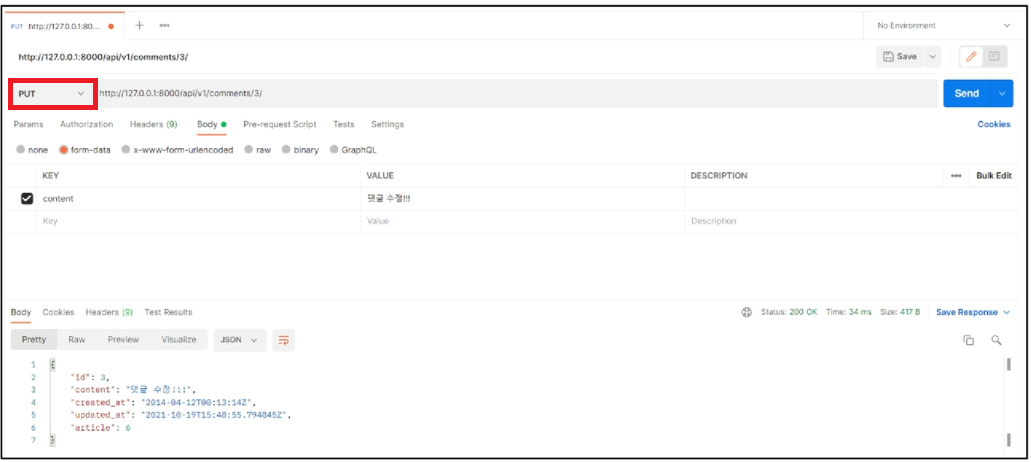 PUT http://127.0.0.1:80... + ooo No Environment
http://127.0.0.1:8000/api/v1/comments/3/ Save
PUT http://127.0.0.1:8000/api/v1/comments/3/ Send
Params Authorization Headers (9) Body Pre-request Script Tests Settings Cookies
none form-data x-www-form-urlencoded raw binary GraphQL
KEY VALUE DESCRIPTION ooo Bulk Edit
content 댓글 수정!!!
Key Value Description
Body Cookies Headers (9) Test Results Status: 200 OK Time: 34 ms Size: 417 B Save Response
Pretty Raw Preview Visualize JSON
1 {
2 "id": 3,
3 "content": "댓글 수정!!!",
4 "created_at": "2014-04-12T00:13:14Z",
5 "updated_at": "2021-10-19T15:48:55.794845Z",
6 "article": 6
7 }